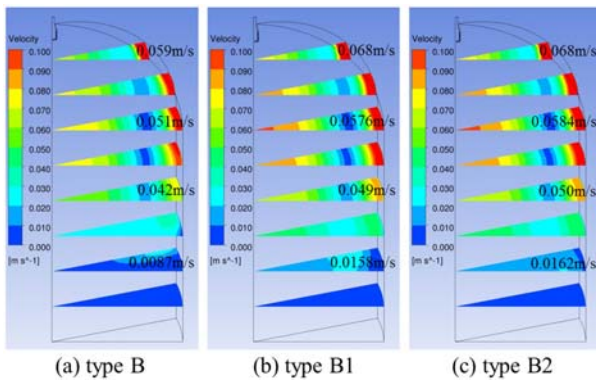 Velocity
0.100
0.090
0.080
0.070
0.060
0.050
0.040
0.030
0.020
0.010
0.000
[m s^-1]
0.059m/s
0.051m/s
0.042m/s
0.0087m/s
(a) type B
Velocity
0.100
0.090
0.080
0.070
0.060
0.050
0.040
0.030
0.020
0.010
0.000
[m s^-1]
0.068m/s
0.0576m/s
0.049m/s
0.0158m/s
(b) type B1
Velocity
0.100
0.090
0.080
0.070
0.060
0.050
0.040
0.030
0.020
0.010
0.000
[m s^-1]
0.068m/s
0.0584m/s
0.050m/s
0.0162m/s
(c) type B2